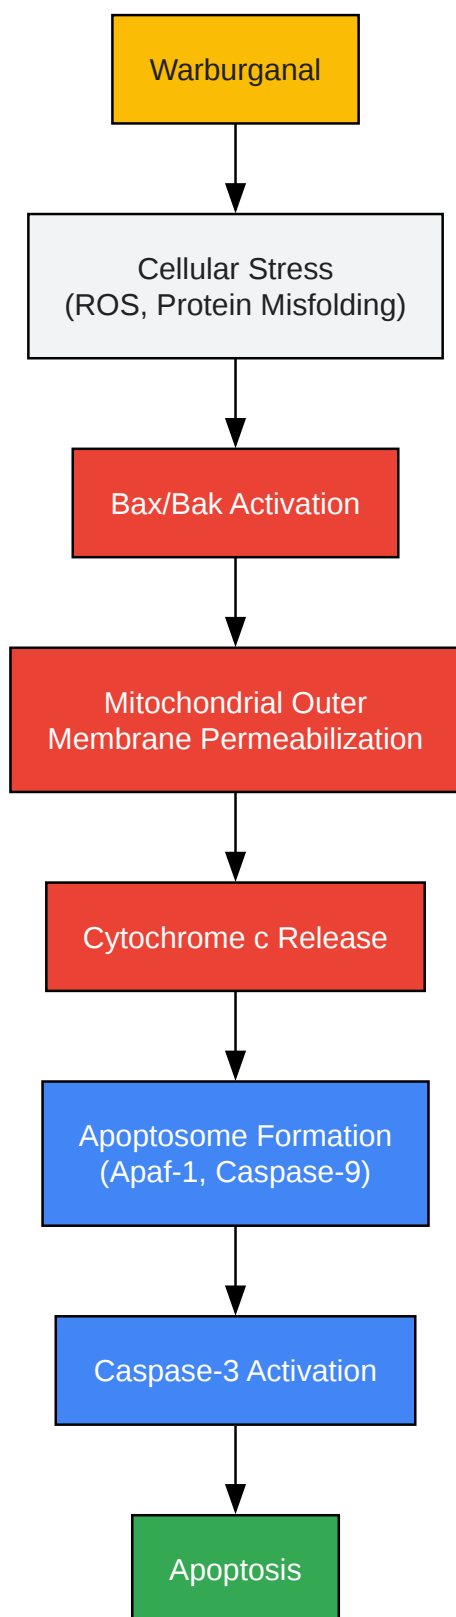 Warburganal
Cellular Stress
(ROS, Protein Misfolding)
Bax/Bak Activation
Mitochondrial Outer
Membrane Permeabilization
Cytochrome c Release
Apoptosome Formation
(Apaf-1, Caspase-9)
Caspase-3 Activation
Apoptosis